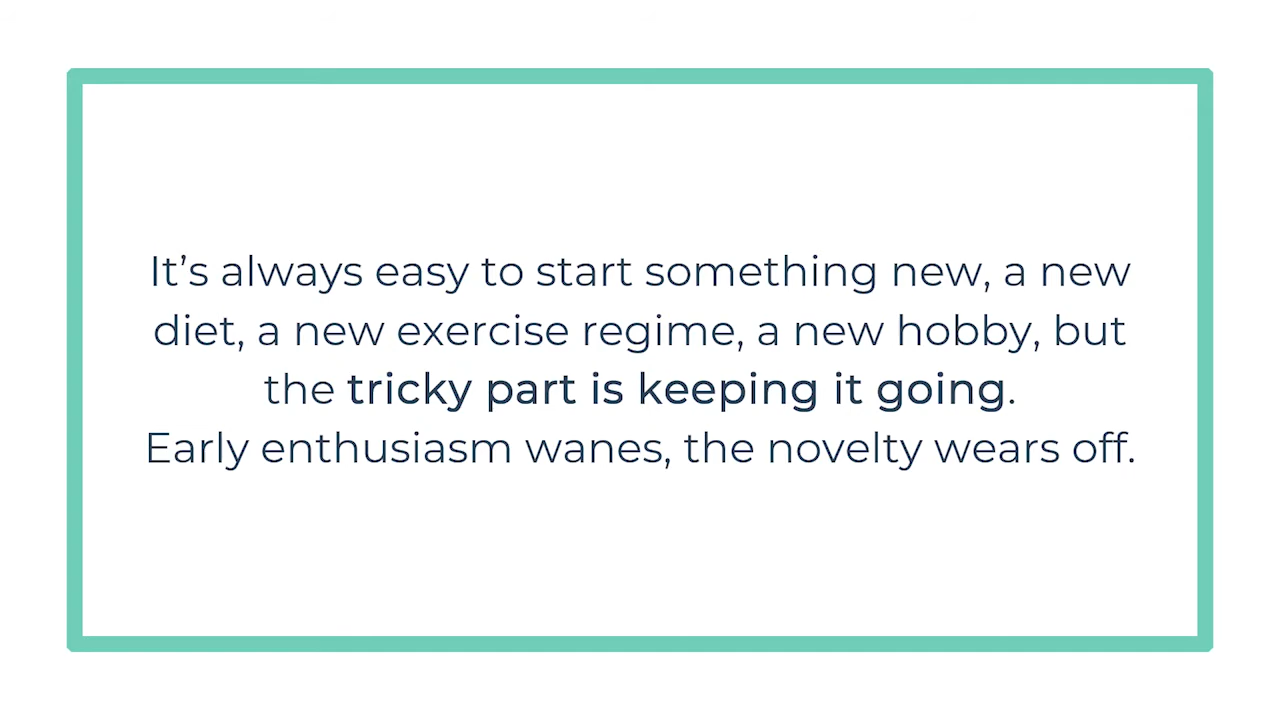 It’s always easy to start something new, a new
diet, a new exercise regime, a new hobby, but
the tricky part is keeping it going.
Early enthusiasm wanes, the novelty wears off.